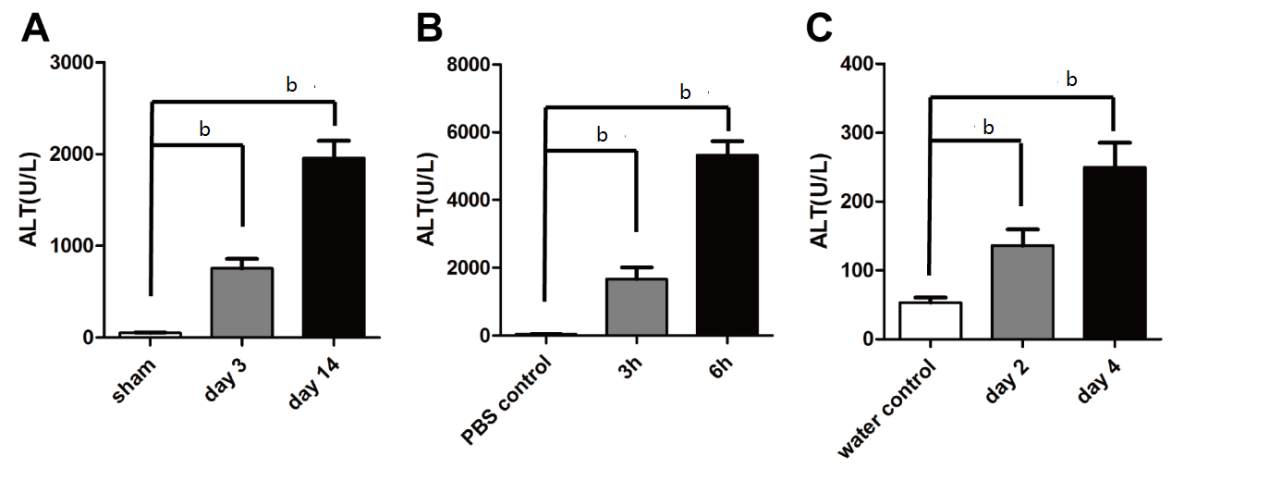 A
ALT(U/L)
3000
2000
1000
0
b
b
sham
day 3
day 14
B
ALT(U/L)
8000
6000
4000
2000
0
b
b
PBS control
3h
6h
C
ALT(U/L)
400
300
200
100
0
b
b
water control
day 2
day 4